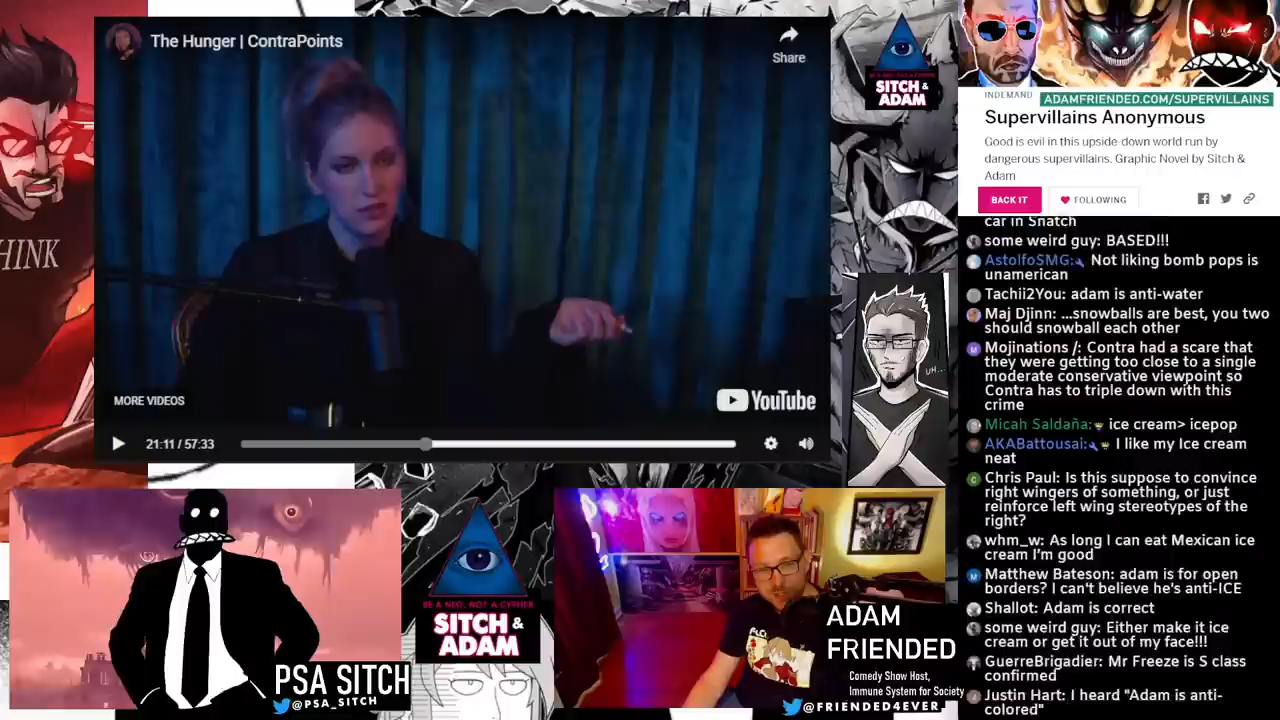 The Hunger | ContraPoints
Share
MORE VIDEOS
YouTube
21:11 / 57:33
THINK
BE A NEO, NOT A CYPHER
SITCH &
ADAM
UH...
INDEMAND
ADAMFRIENDED.COM/SUPERVILLAINS
Supervillains Anonymous
Good is evil in this upside-down world run by
dangerous supervillains. Graphic Novel by Sitch &
Adam
BACK IT
FOLLOWING
car in Snatch
some weird guy: BASED!!!
AstolfoSMG: Not liking bomb pops is
unamerican
Tachii2You: adam is anti-water
Maj Djinn: ...snowballs are best, you two
should snowball each other
Mojinations /: Contra had a scare that
they were getting too close to a single
moderate conservative viewpoint so
Contra has to triple down with this
crime
Micah Saldaña: ice cream> icepop
AKABattousai: I like my Ice cream
neat
Chris Paul: Is this suppose to convince
right wingers of something, or just
reinforce left wing stereotypes of the
right?
whm_w: As long I can eat Mexican ice
cream I'm good
Matthew Bateson: adam is for open
borders? I can't believe he's anti-ICE
Shallot: Adam is correct
some weird guy: Either make it ice
cream or get it out of my face!!!
GuerreBrigadier: Mr Freeze is S class
confirmed
Justin Hart: I heard "Adam is anti-
colored"
PSA SITCH
@PSA_SITCH
BE A NEO, NOT A CYPHER
SITCH &
ADAM
ADAM
FRIENDED
Comedy Show Host,
Immune System for Society
@FRIENDED4EVER